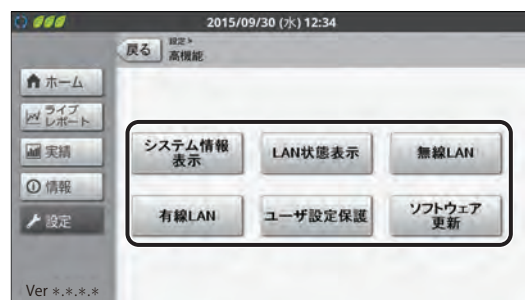 2015/09/30 (水) 12:34
戻る
設定>
高機能
ホーム
ライブ
レポート
実績
情報
設定
システム情報
表示
LAN状態表示
無線LAN
有線LAN
ユーザ設定保護
ソフトウェア
更新
Ver *.*.*.*